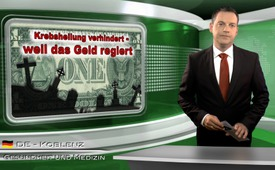 Krebsheilung verhindert -
weil das Geld regiert
ONE
DE - KOBLENZ
GESUNDHEIT UND MEDIZIN